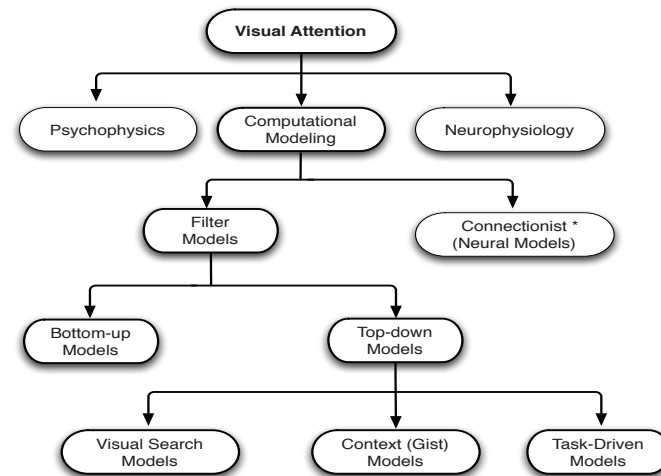 Visual Attention
Psychophysics
Computational
Modeling
Neurophysiology
Filter
Models
Connectionist *
(Neural Models)
Bottom-up
Models
Top-down
Models
Visual Search
Models
Context (Gist)
Models
Task-Driven
Models